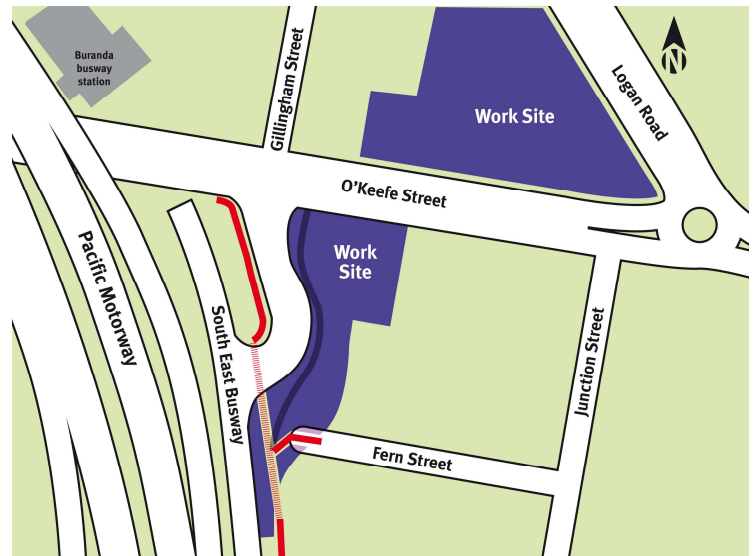 Buranda
busway
station
Gillingham Street
Work Site
N
Logan Road
O'Keefe Street
Work
Site
Pacific Motorway
South East Busway
Junction Street
Fern Street